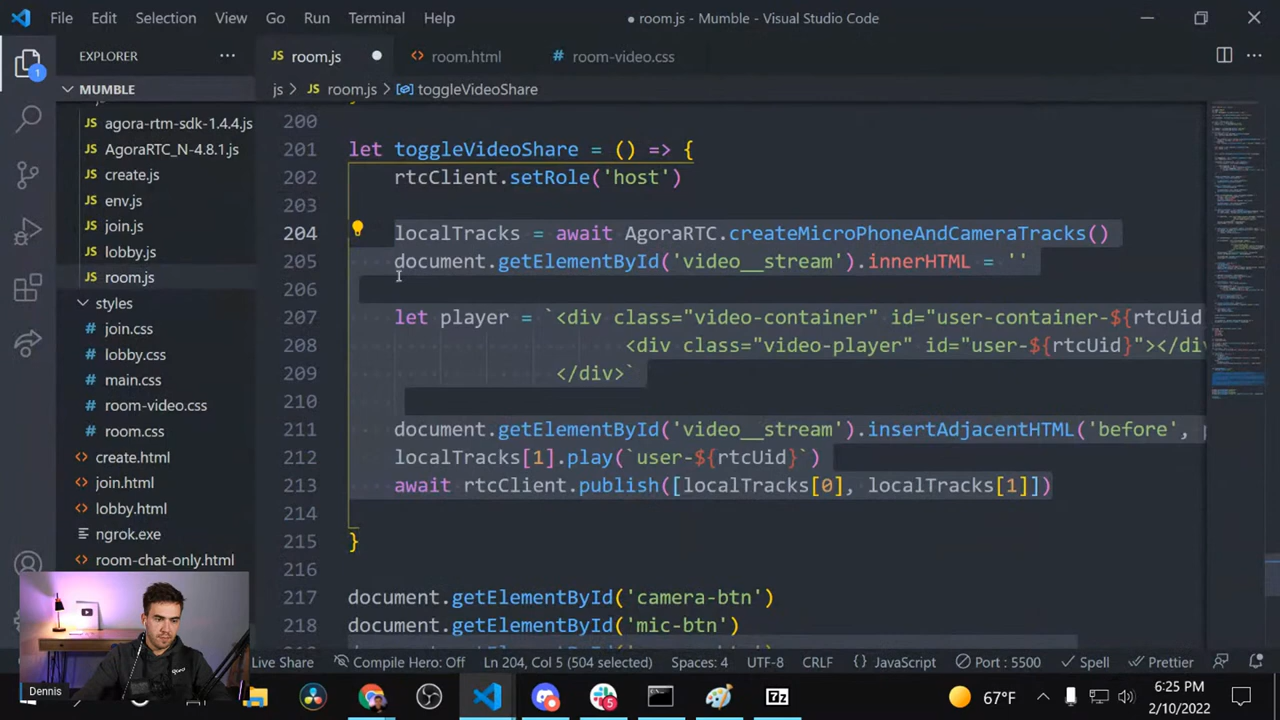 File Edit Selection View Go Run Terminal Help
● room.js - Mumble - Visual Studio Code
EXPLORER ···
JS room.js ●
<> room.html
# room-video.css
MUMBLE
js > JS room.js > toggleVideoShare
JS agora-rtm-sdk-1.4.4.js
JS AgoraRTC_N-4.8.1.js
JS create.js
JS env.js
JS join.js
JS lobby.js
JS room.js
styles
# join.css
# lobby.css
# main.css
# room-video.css
# room.css
<> create.html
<> join.html
<> lobby.html
ngrok.exe
<> room-chat-only.html
200
201 let toggleVideoShare = () => {
202 rtcClient.setRole('host')
203
204 localTracks = await AgoraRTC.createMicroPhoneAndCameraTracks()
205 document.getElementById('video__stream').innerHTML = ''
206
207 let player = `<div class="video-container" id="user-container-${rtcUid
208 <div class="video-player" id="user-${rtcUid}"></div
209 </div>`
210
211 document.getElementById('video__stream').insertAdjacentHTML('before',
212 localTracks[1].play(`user-${rtcUid}`)
213 await rtcClient.publish([localTracks[0], localTracks[1]])
214
215 }
216
217 document.getElementById('camera-btn')
218 document.getElementById('mic-btn')
1
Live Share Compile Hero: Off Ln 204, Col 5 (504 selected) Spaces: 4 UTF-8 CRLF {} JavaScript Port : 5500 Spell Prettier
Dennis
5
7z
67°F
6:25 PM
2/10/2022